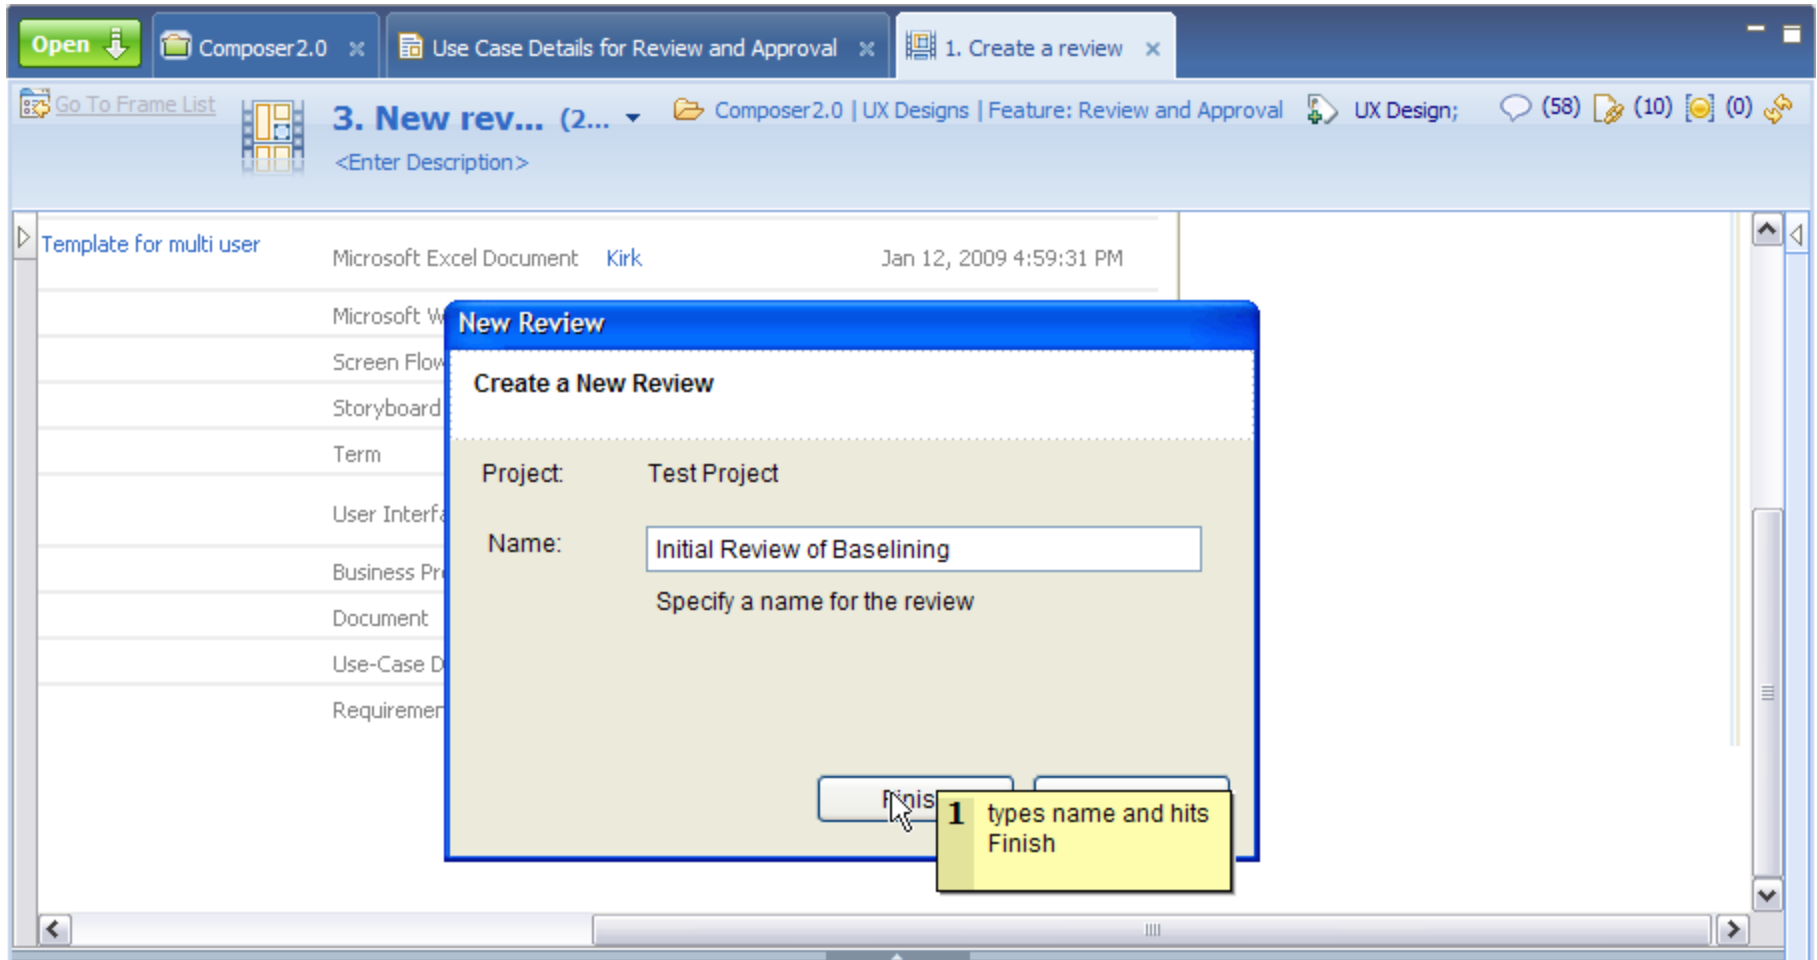 Open
Composer2.0
Use Case Details for Review and Approval
1. Create a review
Go To Frame List
3. New rev... (2...
Composer2.0 | UX Designs | Feature: Review and Approval
UX Design;
(58)
(10)
(0)
<Enter Description>
Template for multi user
Microsoft Excel Document
Kirk
Jan 12, 2009 4:59:31 PM
Microsoft W
Screen Flow
Storyboard
Term
User Interfa
Business Pro
Document
Use-Case D
Requiremen
New Review
Create a New Review
Project:
Test Project
Name:
Initial Review of Baselining
Specify a name for the review
Finis
1
types name and hits
Finish